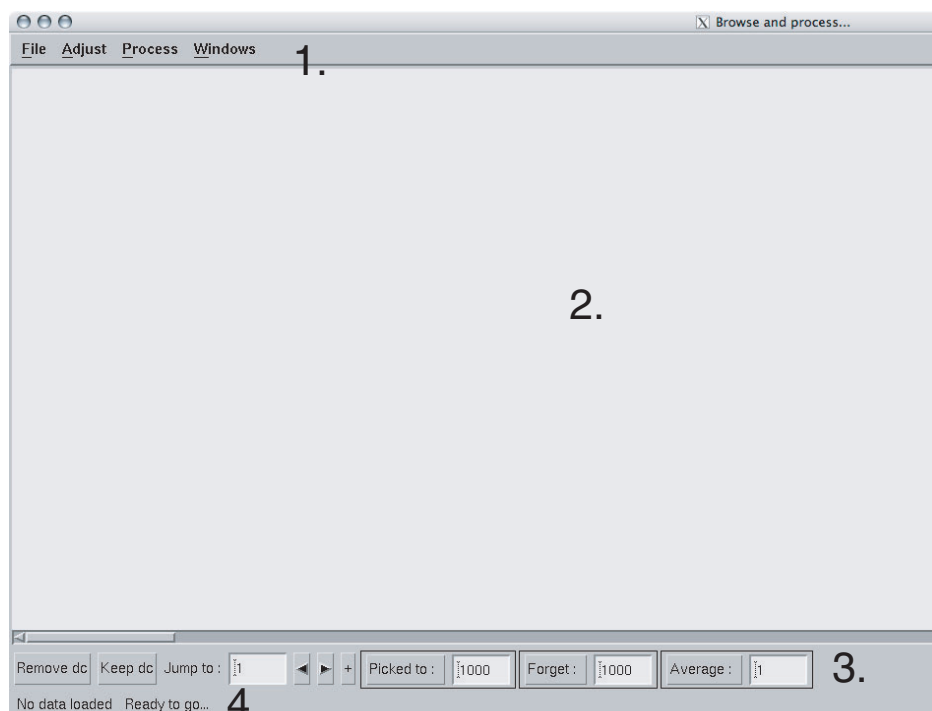 Browse and process...
File Adjust Process Windows 1.
2.
Remove dc Keep dc Jump to : 1 + Picked to : 1000 Forget : 1000 Average : 1 3.
No data loaded Ready to go... 4